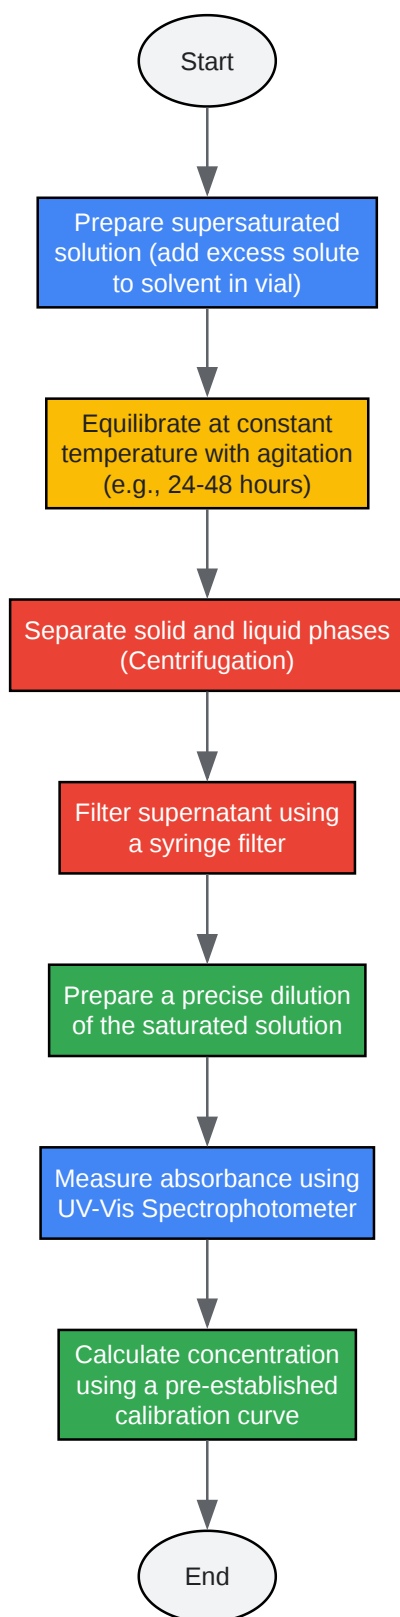 Start
Prepare supersaturated
solution (add excess solute
to solvent in vial)
Equilibrate at constant
temperature with agitation
(e.g., 24-48 hours)
Separate solid and liquid phases
(Centrifugation)
Filter supernatant using
a syringe filter
Prepare a precise dilution
of the saturated solution
Measure absorbance using
UV-Vis Spectrophotometer
Calculate concentration
using a pre-established
calibration curve
End